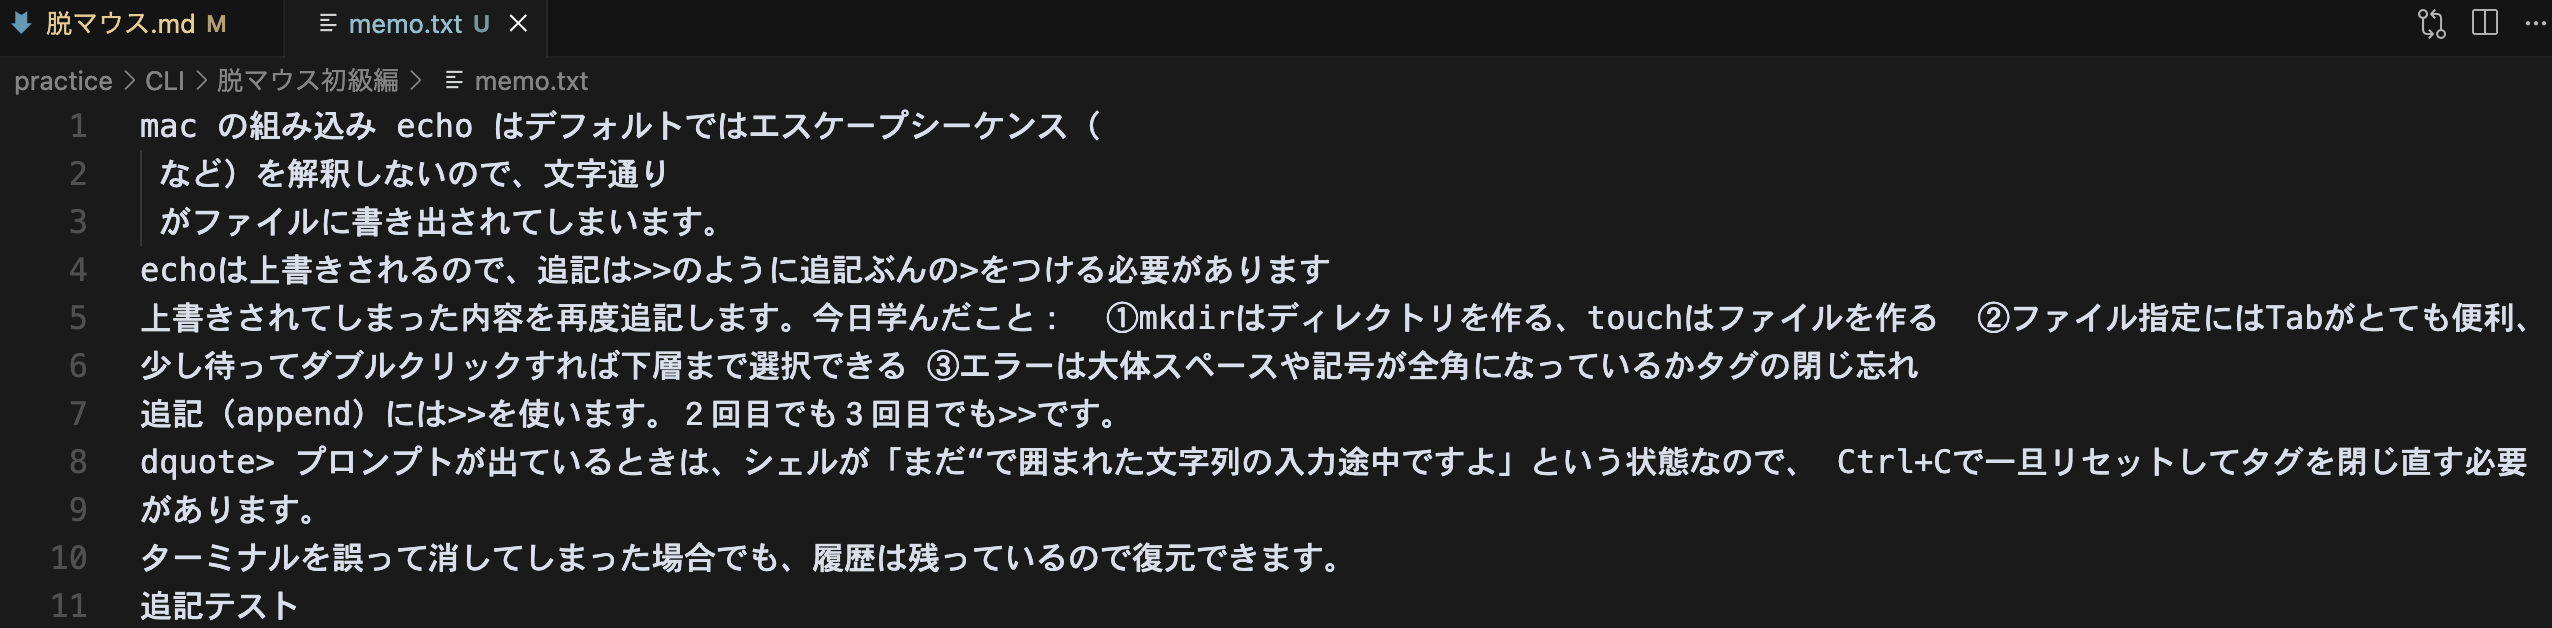 脱マウス.md M memo.txt U
practice > CLI > 脱マウス初級編 > memo.txt
1 mac の組み込み echo はデフォルトではエスケープシーケンス（
2 など）を解釈しないので、文字通り
3 がファイルに書き出されてしまいます。
4 echoは上書きされるので、追記は>>のように追記ぶんの>をつける必要があります
5 上書きされてしまった内容を再度追記します。今日学んだこと： ①mkdirはディレクトリを作る、touchはファイルを作る ②ファイル指定にはTabがとても便利、
6 少し待ってダブルクリックすれば下層まで選択できる ③エラーは大体スペースや記号が全角になっているかタグの閉じ忘れ
7 追記（append）には>>を使います。２回目でも３回目でも>>です。
8 dquote> プロンプトが出ているときは、シェルが「まだ“で囲まれた文字列の入力途中ですよ」という状態なので、 Ctrl+Cで一旦リセットしてタグを閉じ直す必要
9 があります。
10 ターミナルを誤って消してしまった場合でも、履歴は残っているので復元できます。
11 追記テスト